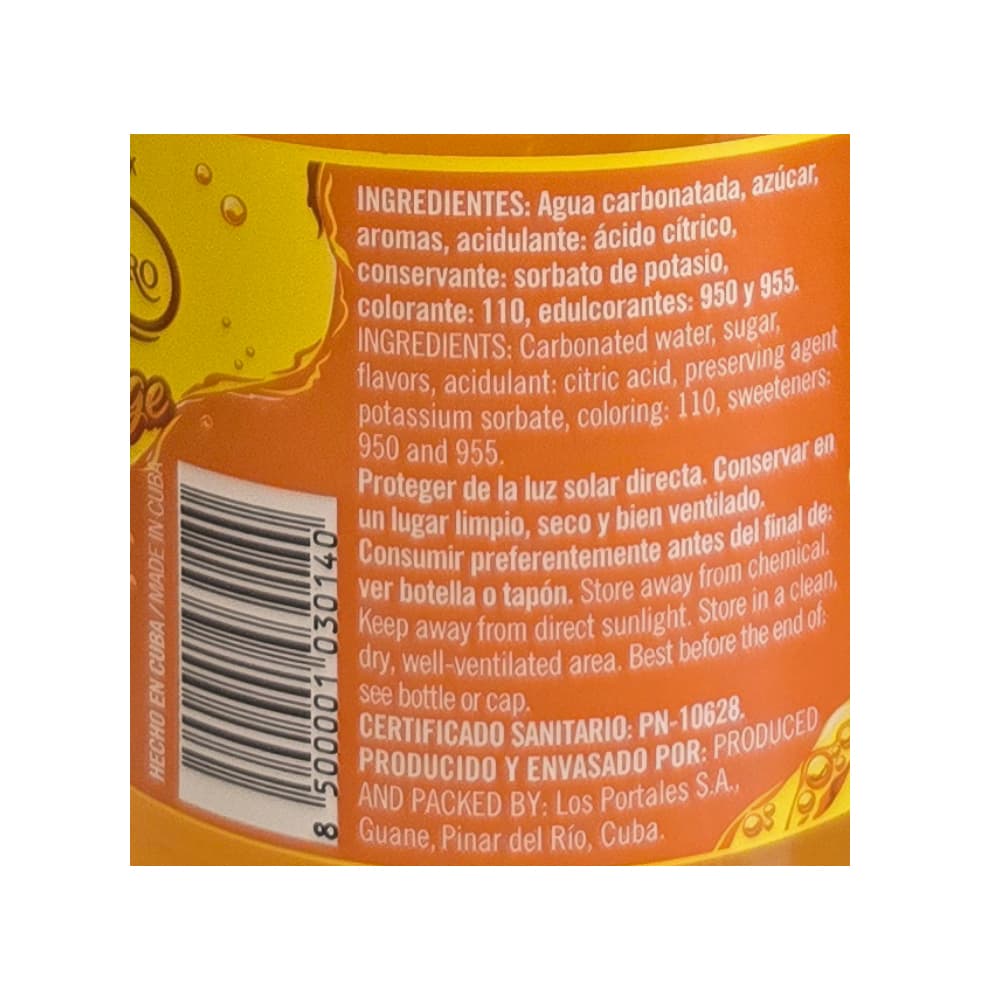 RO
ge
HECHO EN CUBA / MADE IN CUBA
8 500001 030140
INGREDIENTES: Agua carbonatada, azúcar,
aromas, acidulante: ácido cítrico,
conservante: sorbato de potasio,
colorante: 110, edulcorantes: 950 y 955.
INGREDIENTS: Carbonated water, sugar,
flavors, acidulant: citric acid, preserving agent
potassium sorbate, coloring: 110, sweeteners:
950 and 955.
Proteger de la luz solar directa. Conservar en
un lugar limpio, seco y bien ventilado.
Consumir preferentemente antes del final de:
ver botella o tapón. Store away from chemical.
Keep away from direct sunlight. Store in a clean,
dry, well-ventilated area. Best before the end of:
see bottle or cap.
CERTIFICADO SANITARIO: PN-10628.
PRODUCIDO Y ENVASADO POR: PRODUCED
AND PACKED BY: Los Portales S.A.,
Guane, Pinar del Río, Cuba.